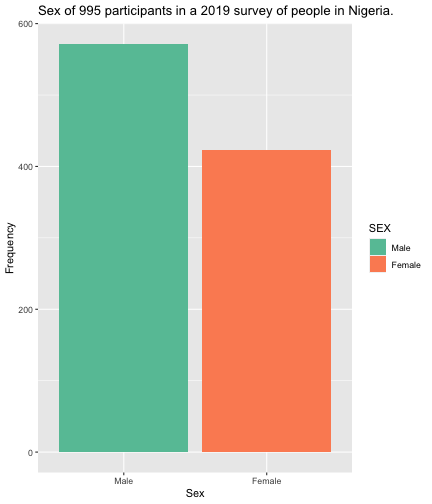 Sex of 995 participants in a 2019 survey of people in Nigeria.
600
400
200
0
Frequency
Male Female
Sex
SEX
Male
Female